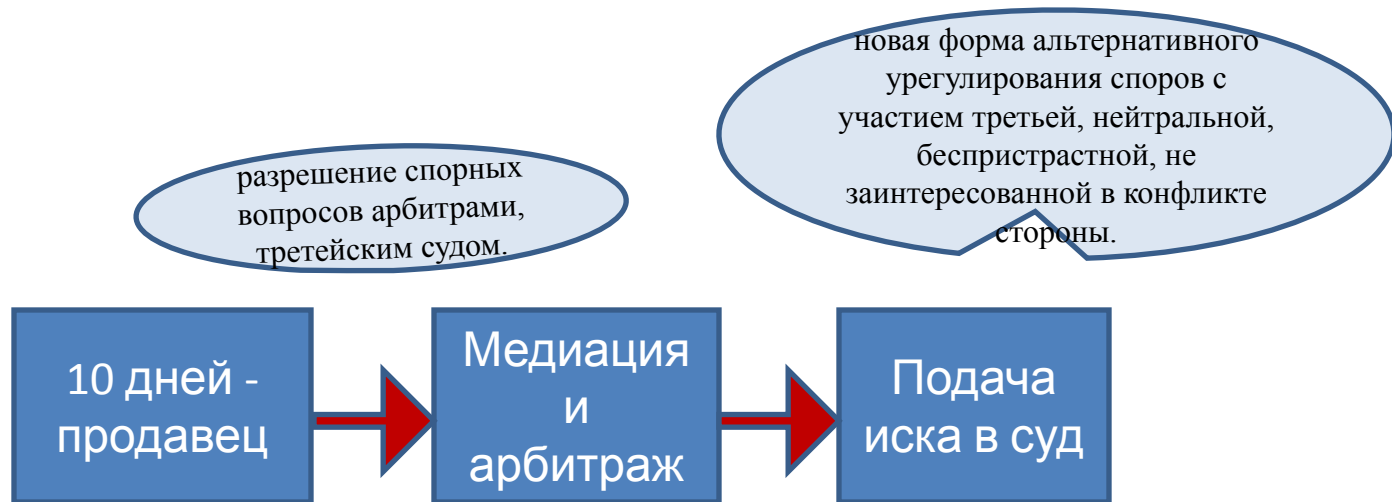 новая форма альтернативного
урегулирования споров с
участием третьей, нейтральной,
беспристрастной, не
заинтересованной в конфликте
стороны.
разрешение спорных
вопросов арбитрами,
третейским судом.
10 дней -
продавец
Медиация
и
арбитраж
Подача
иска в суд